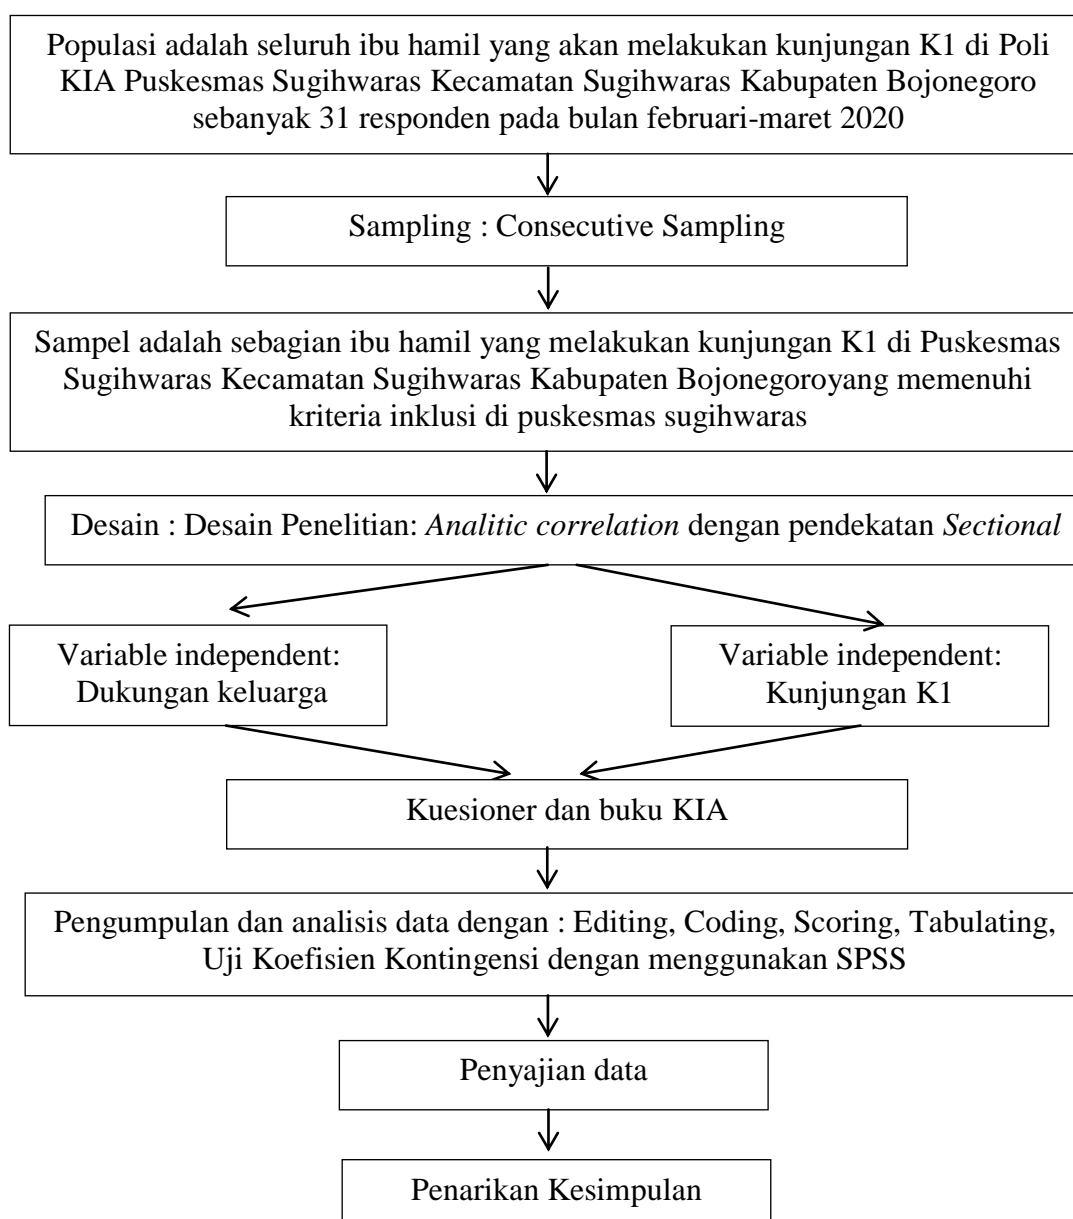 Populasi adalah seluruh ibu hamil yang akan melakukan kunjungan K1 di Poli
KIA Puskesmas Sugihwaras Kecamatan Sugihwaras Kabupaten Bojonegoro
sebanyak 31 responden pada bulan februari-maret 2020
Sampling : Consecutive Sampling
Sampel adalah sebagian ibu hamil yang melakukan kunjungan K1 di Puskesmas
Sugihwaras Kecamatan Sugihwaras Kabupaten Bojonegoroyang memenuhi
kriteria inklusi di puskesmas sugihwaras
Desain : Desain Penelitian: Analitic correlation dengan pendekatan Sectional
Variable independent:
Dukungan keluarga
Variable independent:
Kunjungan K1
Kuesioner dan buku KIA
Pengumpulan dan analisis data dengan : Editing, Coding, Scoring, Tabulating,
Uji Koefisien Kontingensi dengan menggunakan SPSS
Penyajian data
Penarikan Kesimpulan